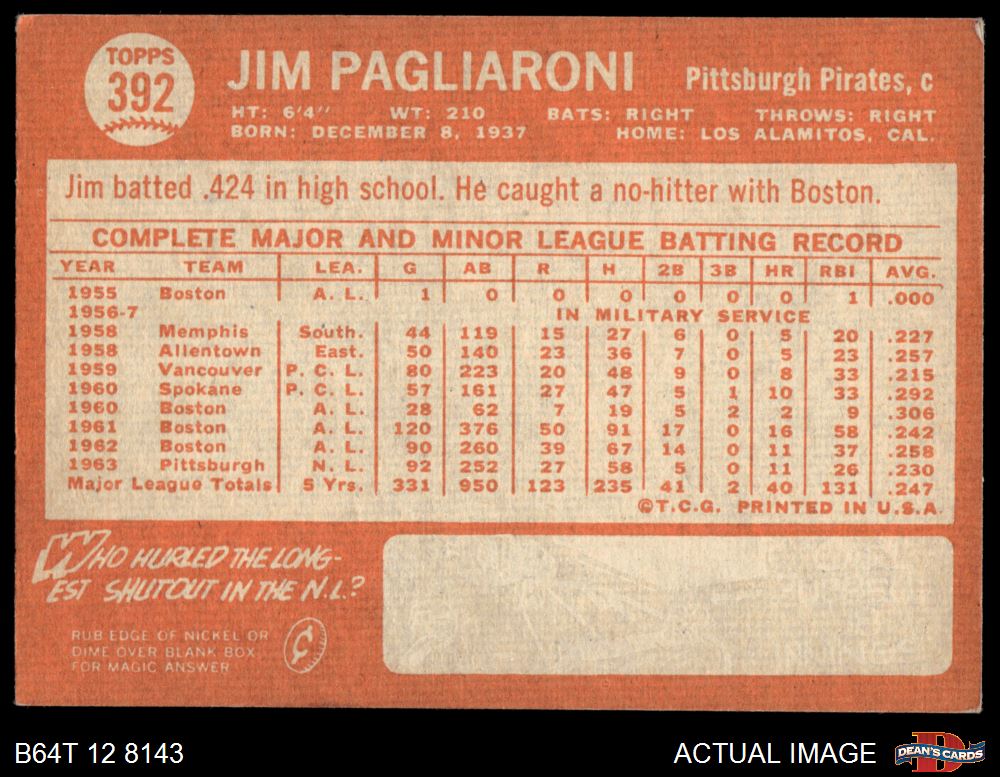 TOPPS
392
JIM PAGLIARONI
Pittsburgh Pirates, c
HT: 6'4" WT: 210 BATS: RIGHT THROWS: RIGHT
BORN: DECEMBER 8, 1937 HOME: LOS ALAMITOS, CAL.
Jim batted .424 in high school. He caught a no-hitter with Boston.
COMPLETE MAJOR AND MINOR LEAGUE BATTING RECORD
YEAR TEAM LEA. G AB R H 2B 3B HR RBI AVG.
1955 Boston A. L. 1 0 0 0 0 0 0 1 .000
1956-7 IN MILITARY SERVICE
1958 Memphis South. 44 119 15 27 6 0 5 20 .227
1958 Allentown East. 50 140 23 36 7 0 5 23 .257
1959 Vancouver P. C. L. 80 223 20 48 9 0 8 33 .215
1960 Spokane P. C. L. 57 161 27 47 5 1 10 33 .292
1960 Boston A. L. 28 62 7 19 5 2 2 9 .306
1961 Boston A. L. 120 376 50 91 17 0 16 58 .242
1962 Boston A. L. 90 260 39 67 14 0 11 37 .258
1963 Pittsburgh N. L. 92 252 27 58 5 0 11 26 .230
Major League Totals 5 Yrs. 331 950 123 235 41 2 40 131 .247
©T.C.G. PRINTED IN U.S.A.
WHO HURLED THE LONG-
EST SHUTOUT IN THE N.L.?
RUB EDGE OF NICKEL OR
DIME OVER BLANK BOX
FOR MAGIC ANSWER
¢
B64T 12 8143
ACTUAL IMAGE
D
DEAN'S CARDS